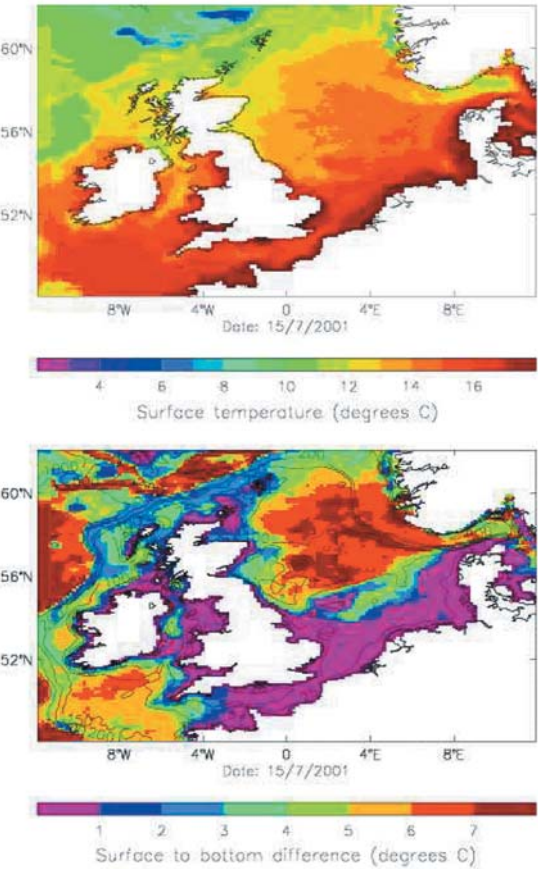 60°N
56°N
52°N
8°W 4°W 0 4°E 8°E
Date: 15/7/2001
4 6 8 10 12 14 16
Surface temperature (degrees C)
200
60°N
56°N
52°N
200
8°W 4°W 0 4°E 8°E
Date: 15/7/2001
1 2 3 4 5 6 7
Surface to bottom difference (degrees C)